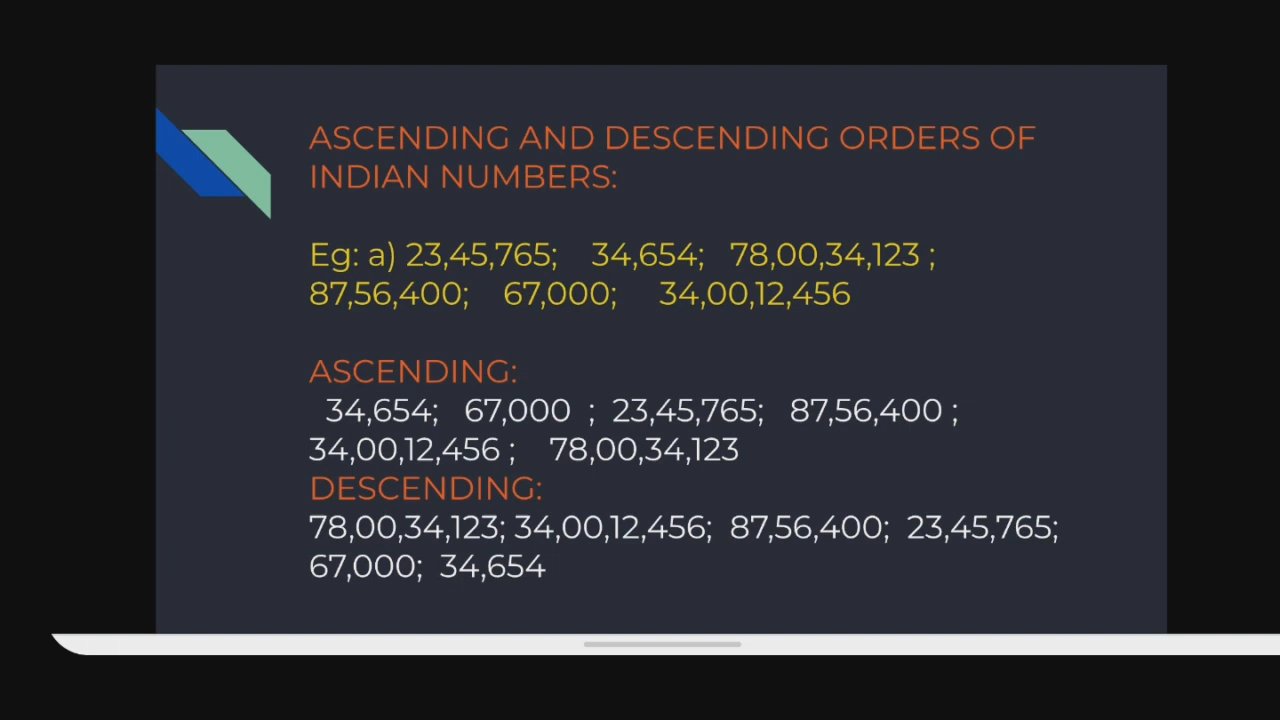 ASCENDING AND DESCENDING ORDERS OF
INDIAN NUMBERS:
Eg: a) 23,45,765; 34,654; 78,00,34,123 ;
87,56,400; 67,000; 34,00,12,456
ASCENDING:
34,654; 67,000 ; 23,45,765; 87,56,400 ;
34,00,12,456 ; 78,00,34,123
DESCENDING:
78,00,34,123; 34,00,12,456; 87,56,400; 23,45,765;
67,000; 34,654